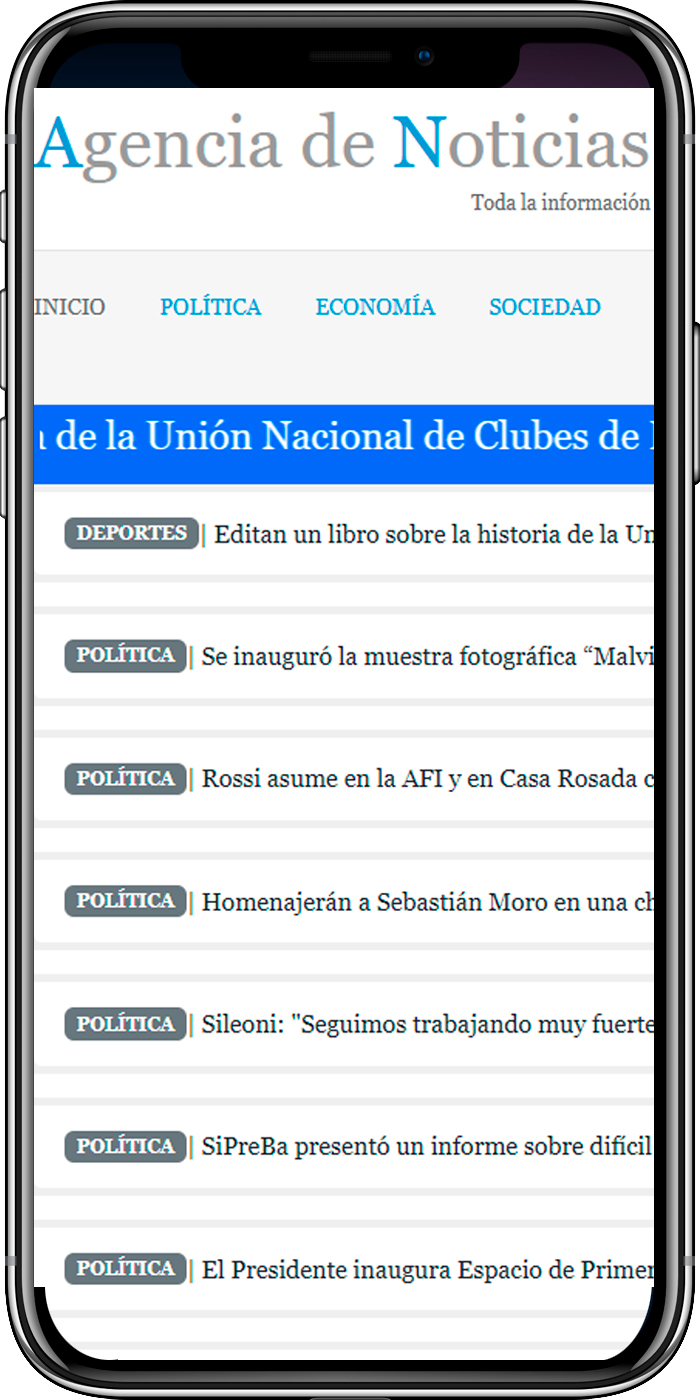 Agencia de Noticias
Toda la información
INICIO POLÍTICA ECONOMÍA SOCIEDAD
de la Unión Nacional de Clubes de
DEPORTES | Editan un libro sobre la historia de la
POLÍTICA | Se inauguró la muestra fotográfica “Malvi
POLÍTICA | Rossi asume en la AFI y en Casa Rosada c
POLÍTICA | Homenajerán a Sebastián Moro en una ch
POLÍTICA | Sileoni: "Seguimos trabajando muy fuerte
POLÍTICA | SiPreBa presentó un informe sobre difícil
POLÍTICA | El Presidente inaugura Espacio de Primer